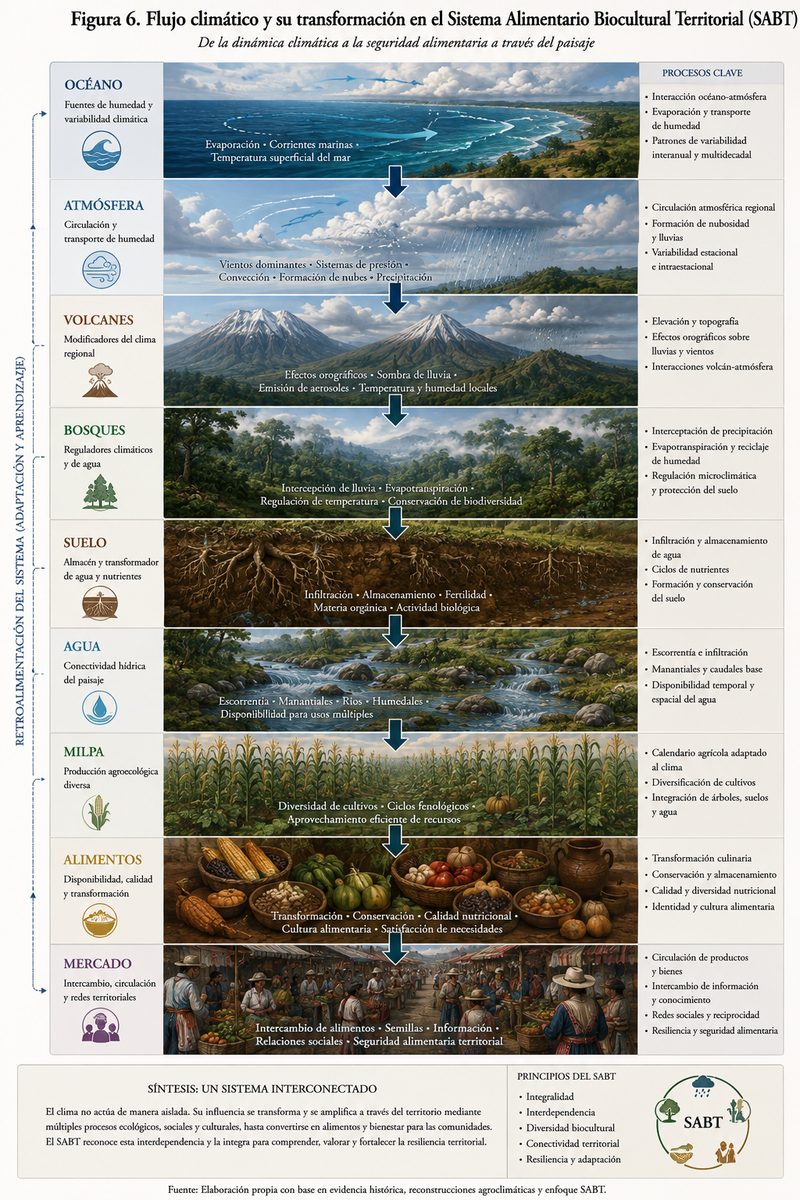 Figura 6. Flujo climático y su transformación en el Sistema Alimentario Biocultural Territorial (SABT)
De la dinámica climática a la seguridad alimentaria a través del paisaje
RETROALIMENTACIÓN DEL SISTEMA (ADAPTACIÓN Y APRENDIZAJE)
OCÉANO
Fuentes de humedad y
variabilidad climática
Evaporación • Corrientes marinas •
Temperatura superficial del mar
PROCESOS CLAVE
• Interacción océano-atmósfera
• Evaporación y transporte
de humedad
• Patrones de variabilidad
interanual y multidecadal
ATMÓSFERA
Circulación y
transporte de humedad
Vientos dominantes • Sistemas de presión •
Convección • Formación de nubes • Precipitación
• Circulación atmosférica regional
• Formación de nubosidad
y lluvias
• Variabilidad estacional
e intraestacional
VOLCANES
Modificadores del clima
regional
Efectos orográficos • Sombra de lluvia •
Emisión de aerosoles • Temperatura y humedad locales
• Elevación y topografía
• Efectos orográficos sobre
lluvias y vientos
• Interacciones volcán-atmósfera
BOSQUES
Reguladores climáticos
y de agua
Intercepción de lluvia • Evapotranspiración •
Regulación de temperatura • Conservación de biodiversidad
• Interceptación de precipitación
• Evapotranspiración y reciclaje
de humedad
• Regulación microclimática
y protección del suelo
SUELO
Almacén y transformador
de agua y nutrientes
Infiltración • Almacenamiento • Fertilidad •
Materia orgánica • Actividad biológica
• Infiltración y almacenamiento
de agua
• Ciclos de nutrientes
• Formación y conservación
del suelo
AGUA
Conectividad hídrica
del paisaje
Escorrentía • Manantiales • Ríos • Humedales •
Disponibilidad para usos múltiples
• Escorrentía e infiltración
• Manantiales y caudales base
• Disponibilidad temporal y
espacial del agua
MILPA
Producción agroecológica
diversa
Diversidad de cultivos • Ciclos fenológicos •
Aprovechamiento eficiente de recursos
• Calendario agrícola adaptado
al clima
• Diversificación de cultivos
• Integración de árboles, suelos
y agua
ALIMENTOS
Disponibilidad, calidad
y transformación
Transformación • Conservación • Calidad nutricional •
Cultura alimentaria • Satisfacción de necesidades
• Transformación culinaria
• Conservación y almacenamiento
• Calidad y diversidad nutricional
• Identidad y cultura alimentaria
MERCADO
Intercambio, circulación
y redes territoriales
Intercambio de alimentos • Semillas • Información •
Relaciones sociales • Seguridad alimentaria territorial
• Circulación de productos
y bienes
• Intercambio de información
y conocimiento
• Redes sociales y reciprocidad
• Resiliencia y seguridad alimentaria
SÍNTESIS: UN SISTEMA INTERCONECTADO
El clima no actúa de manera aislada. Su influencia se transforma y se amplifica a través del territorio mediante
múltiples procesos ecológicos, sociales y culturales, hasta convertirse en alimentos y bienestar para las comunidades.
El SABT reconoce esta interdependencia y la integra para comprender, valorar y fortalecer la resiliencia territorial.
PRINCIPIOS DEL SABT
• Integralidad
• Interdependencia
• Diversidad biocultural
• Conectividad territorial
• Resiliencia y adaptación
SABT
Fuente: Elaboración propia con base en evidencia histórica, reconstrucciones agroclimáticas y enfoque SABT.